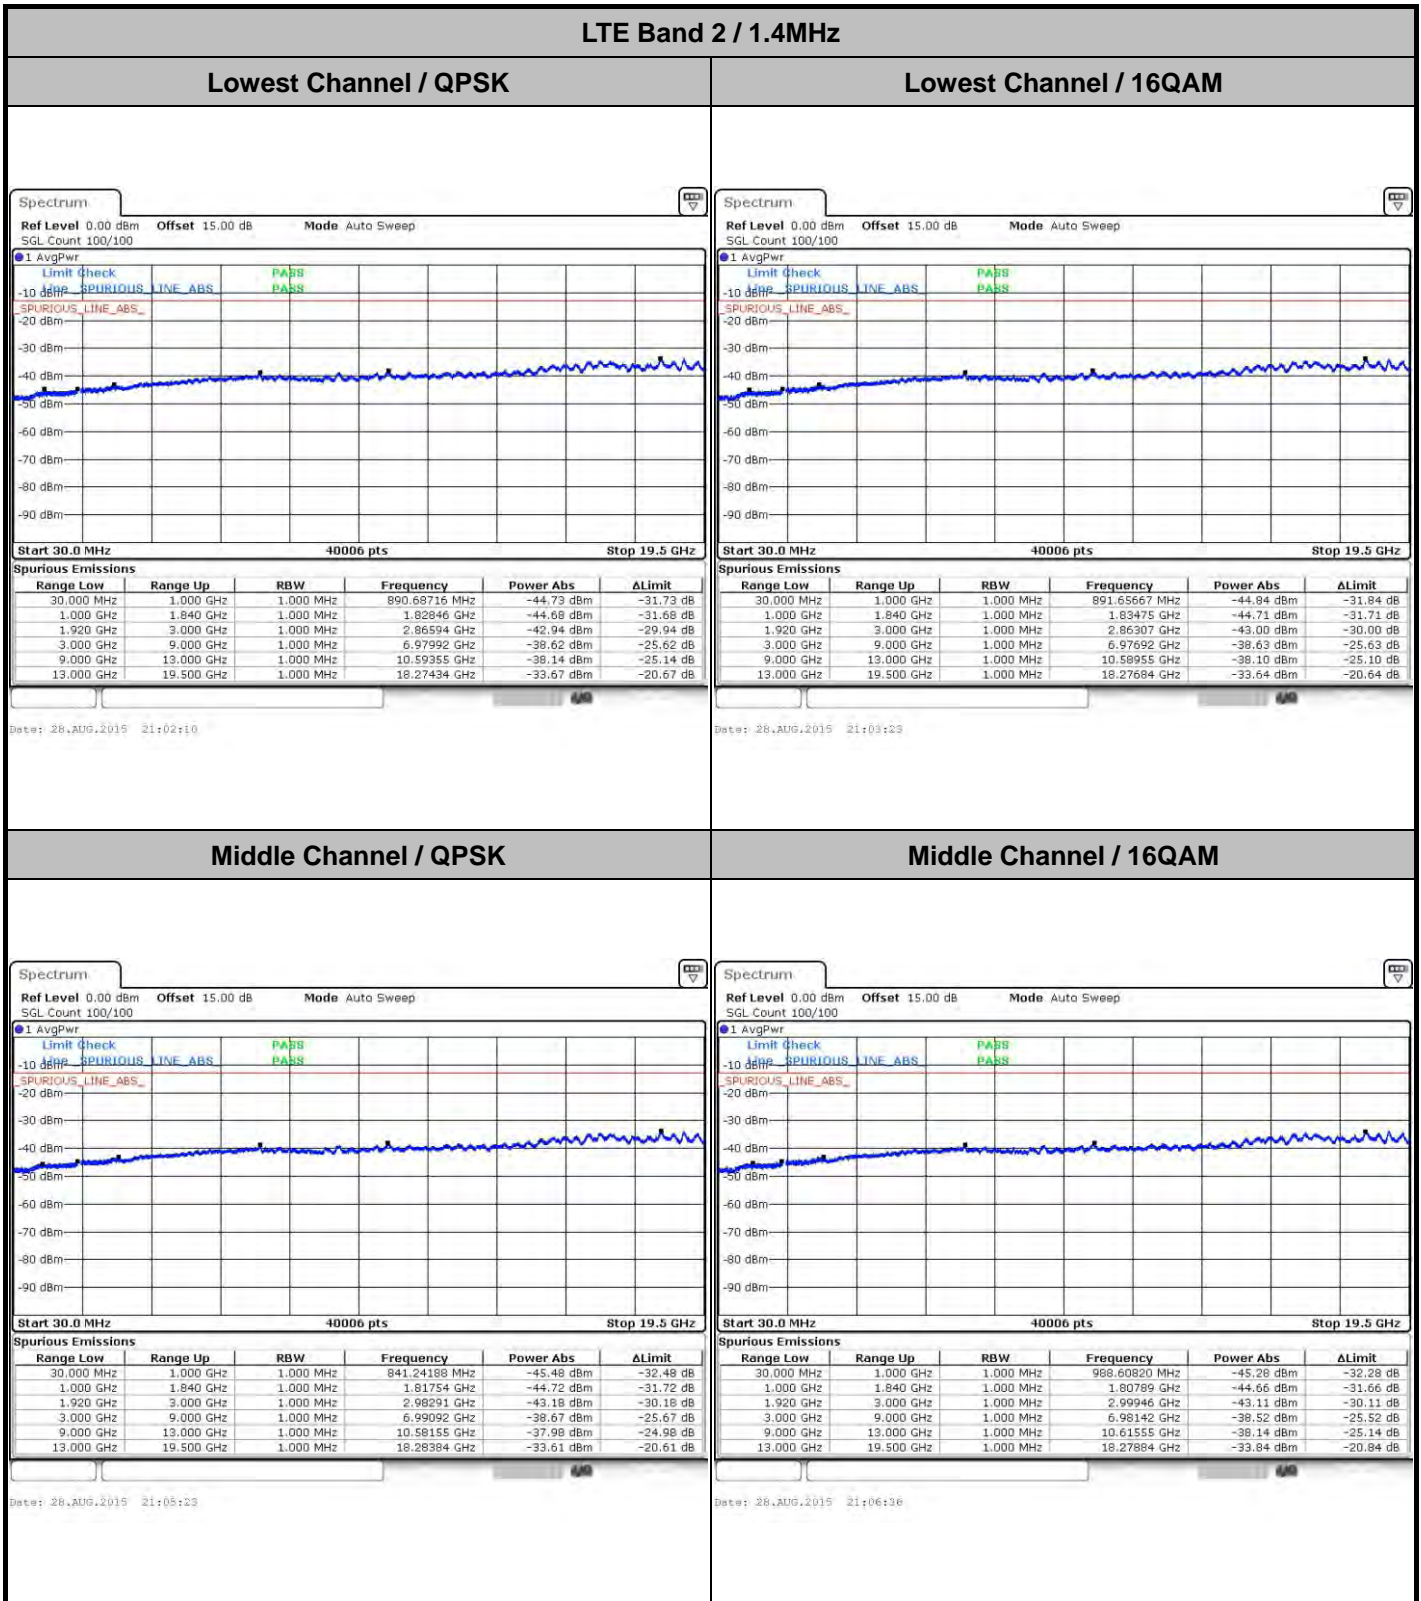 LTE Band 2 / 1.4MHz
Lowest Channel / QPSK
Lowest Channel / 16QAM
Spectrum
Ref Level 0.00 dBm Offset 15.00 dB Mode Auto Sweep
SGL Count 100/100
1 AvgPwr
Limit Check PASS
Line _SPURIOUS_LINE_ABS_ PASS
-10 dBm
_SPURIOUS_LINE_ABS_
-20 dBm
-30 dBm
-40 dBm
-50 dBm
-60 dBm
-70 dBm
-80 dBm
-90 dBm
Start 30.0 MHz 40006 pts Stop 19.5 GHz
Spurious Emissions
Range Low Range Up RBW Frequency Power Abs ΔLimit
30.000 MHz 1.000 GHz 1.000 MHz 890.68716 MHz -44.73 dBm -31.73 dB
1.000 GHz 1.840 GHz 1.000 MHz 1.82846 GHz -44.68 dBm -31.68 dB
1.920 GHz 3.000 GHz 1.000 MHz 2.86594 GHz -42.94 dBm -29.94 dB
3.000 GHz 9.000 GHz 1.000 MHz 6.97992 GHz -38.62 dBm -25.62 dB
9.000 GHz 13.000 GHz 1.000 MHz 10.59355 GHz -38.14 dBm -25.14 dB
13.000 GHz 19.500 GHz 1.000 MHz 18.27434 GHz -33.67 dBm -20.67 dB
Date: 28.AUG.2015 21:02:10
Spectrum
Ref Level 0.00 dBm Offset 15.00 dB Mode Auto Sweep
SGL Count 100/100
1 AvgPwr
Limit Check PASS
Line _SPURIOUS_LINE_ABS_ PASS
-10 dBm
_SPURIOUS_LINE_ABS_
-20 dBm
-30 dBm
-40 dBm
-50 dBm
-60 dBm
-70 dBm
-80 dBm
-90 dBm
Start 30.0 MHz 40006 pts Stop 19.5 GHz
Spurious Emissions
Range Low Range Up RBW Frequency Power Abs ΔLimit
30.000 MHz 1.000 GHz 1.000 MHz 891.65667 MHz -44.84 dBm -31.84 dB
1.000 GHz 1.840 GHz 1.000 MHz 1.83475 GHz -44.71 dBm -31.71 dB
1.920 GHz 3.000 GHz 1.000 MHz 2.86307 GHz -43.00 dBm -30.00 dB
3.000 GHz 9.000 GHz 1.000 MHz 6.97692 GHz -38.63 dBm -25.63 dB
9.000 GHz 13.000 GHz 1.000 MHz 10.58955 GHz -38.10 dBm -25.10 dB
13.000 GHz 19.500 GHz 1.000 MHz 18.27684 GHz -33.64 dBm -20.64 dB
Date: 28.AUG.2015 21:03:23
Middle Channel / QPSK
Middle Channel / 16QAM
Spectrum
Ref Level 0.00 dBm Offset 15.00 dB Mode Auto Sweep
SGL Count 100/100
1 AvgPwr
Limit Check PASS
Line _SPURIOUS_LINE_ABS_ PASS
-10 dBm
_SPURIOUS_LINE_ABS_
-20 dBm
-30 dBm
-40 dBm
-50 dBm
-60 dBm
-70 dBm
-80 dBm
-90 dBm
Start 30.0 MHz 40006 pts Stop 19.5 GHz
Spurious Emissions
Range Low Range Up RBW Frequency Power Abs ΔLimit
30.000 MHz 1.000 GHz 1.000 MHz 841.24188 MHz -45.48 dBm -32.48 dB
1.000 GHz 1.840 GHz 1.000 MHz 1.81754 GHz -44.72 dBm -31.72 dB
1.920 GHz 3.000 GHz 1.000 MHz 2.98291 GHz -43.18 dBm -30.18 dB
3.000 GHz 9.000 GHz 1.000 MHz 6.99092 GHz -38.67 dBm -25.67 dB
9.000 GHz 13.000 GHz 1.000 MHz 10.58155 GHz -37.98 dBm -24.98 dB
13.000 GHz 19.500 GHz 1.000 MHz 18.28384 GHz -33.61 dBm -20.61 dB
Date: 28.AUG.2015 21:05:23
Spectrum
Ref Level 0.00 dBm Offset 15.00 dB Mode Auto Sweep
SGL Count 100/100
1 AvgPwr
Limit Check PASS
Line _SPURIOUS_LINE_ABS_ PASS
-10 dBm
_SPURIOUS_LINE_ABS_
-20 dBm
-30 dBm
-40 dBm
-50 dBm
-60 dBm
-70 dBm
-80 dBm
-90 dBm
Start 30.0 MHz 40006 pts Stop 19.5 GHz
Spurious Emissions
Range Low Range Up RBW Frequency Power Abs ΔLimit
30.000 MHz 1.000 GHz 1.000 MHz 988.60820 MHz -45.28 dBm -32.28 dB
1.000 GHz 1.840 GHz 1.000 MHz 1.80789 GHz -44.66 dBm -31.66 dB
1.920 GHz 3.000 GHz 1.000 MHz 2.99946 GHz -43.11 dBm -30.11 dB
3.000 GHz 9.000 GHz 1.000 MHz 6.98142 GHz -38.52 dBm -25.52 dB
9.000 GHz 13.000 GHz 1.000 MHz 10.61555 GHz -38.14 dBm -25.14 dB
13.000 GHz 19.500 GHz 1.000 MHz 18.27884 GHz -33.84 dBm -20.84 dB
Date: 28.AUG.2015 21:06:36